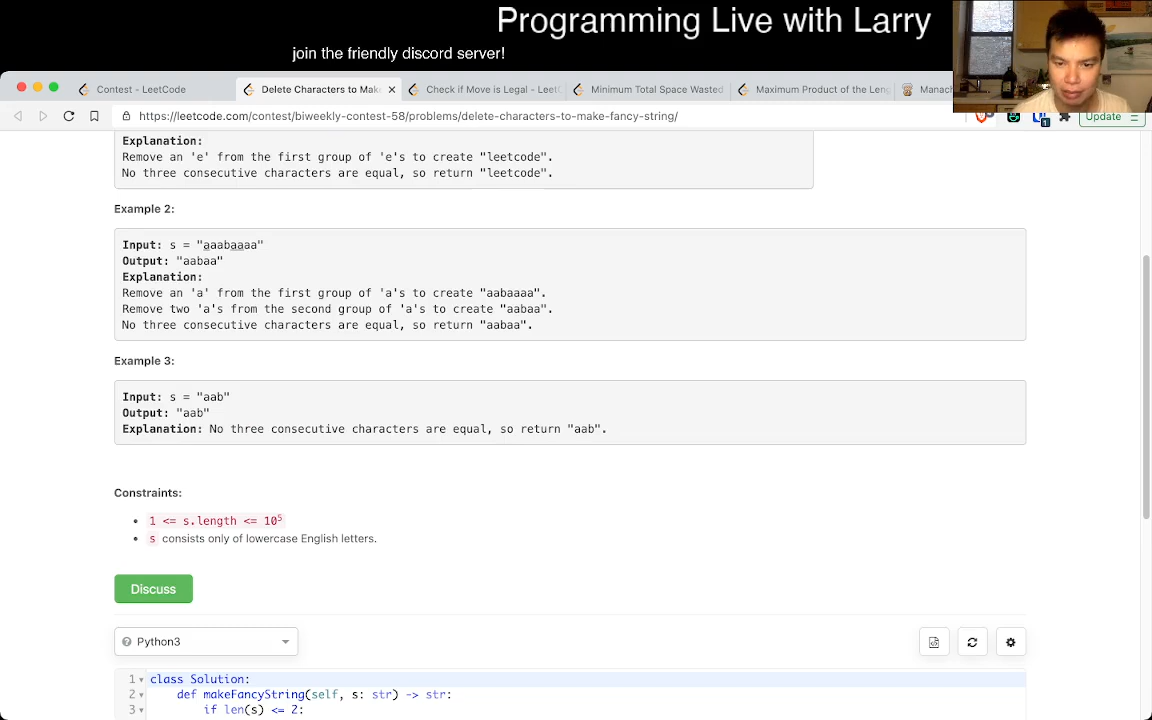 Programming Live with Larry
join the friendly discord server!
Contest - LeetCode
Delete Characters to Make
Check if Move is Legal - LeetC
Minimum Total Space Wasted
Maximum Product of the Len
Manach
https://leetcode.com/contest/biweekly-contest-58/problems/delete-characters-to-make-fancy-string/
1
Update
Explanation:
Remove an 'e' from the first group of 'e's to create "leetcode".
No three consecutive characters are equal, so return "leetcode".
Example 2:
Input: s = "aaabaaaa"
Output: "aabaa"
Explanation:
Remove an 'a' from the first group of 'a's to create "aabaaaa".
Remove two 'a's from the second group of 'a's to create "aabaa".
No three consecutive characters are equal, so return "aabaa".
Example 3:
Input: s = "aab"
Output: "aab"
Explanation: No three consecutive characters are equal, so return "aab".
Constraints:
1 <= s.length <= 10⁵
s consists only of lowercase English letters.
Discuss
Python3
1 class Solution:
2 def makeFancyString(self, s: str) -> str:
3 if len(s) <= 2: